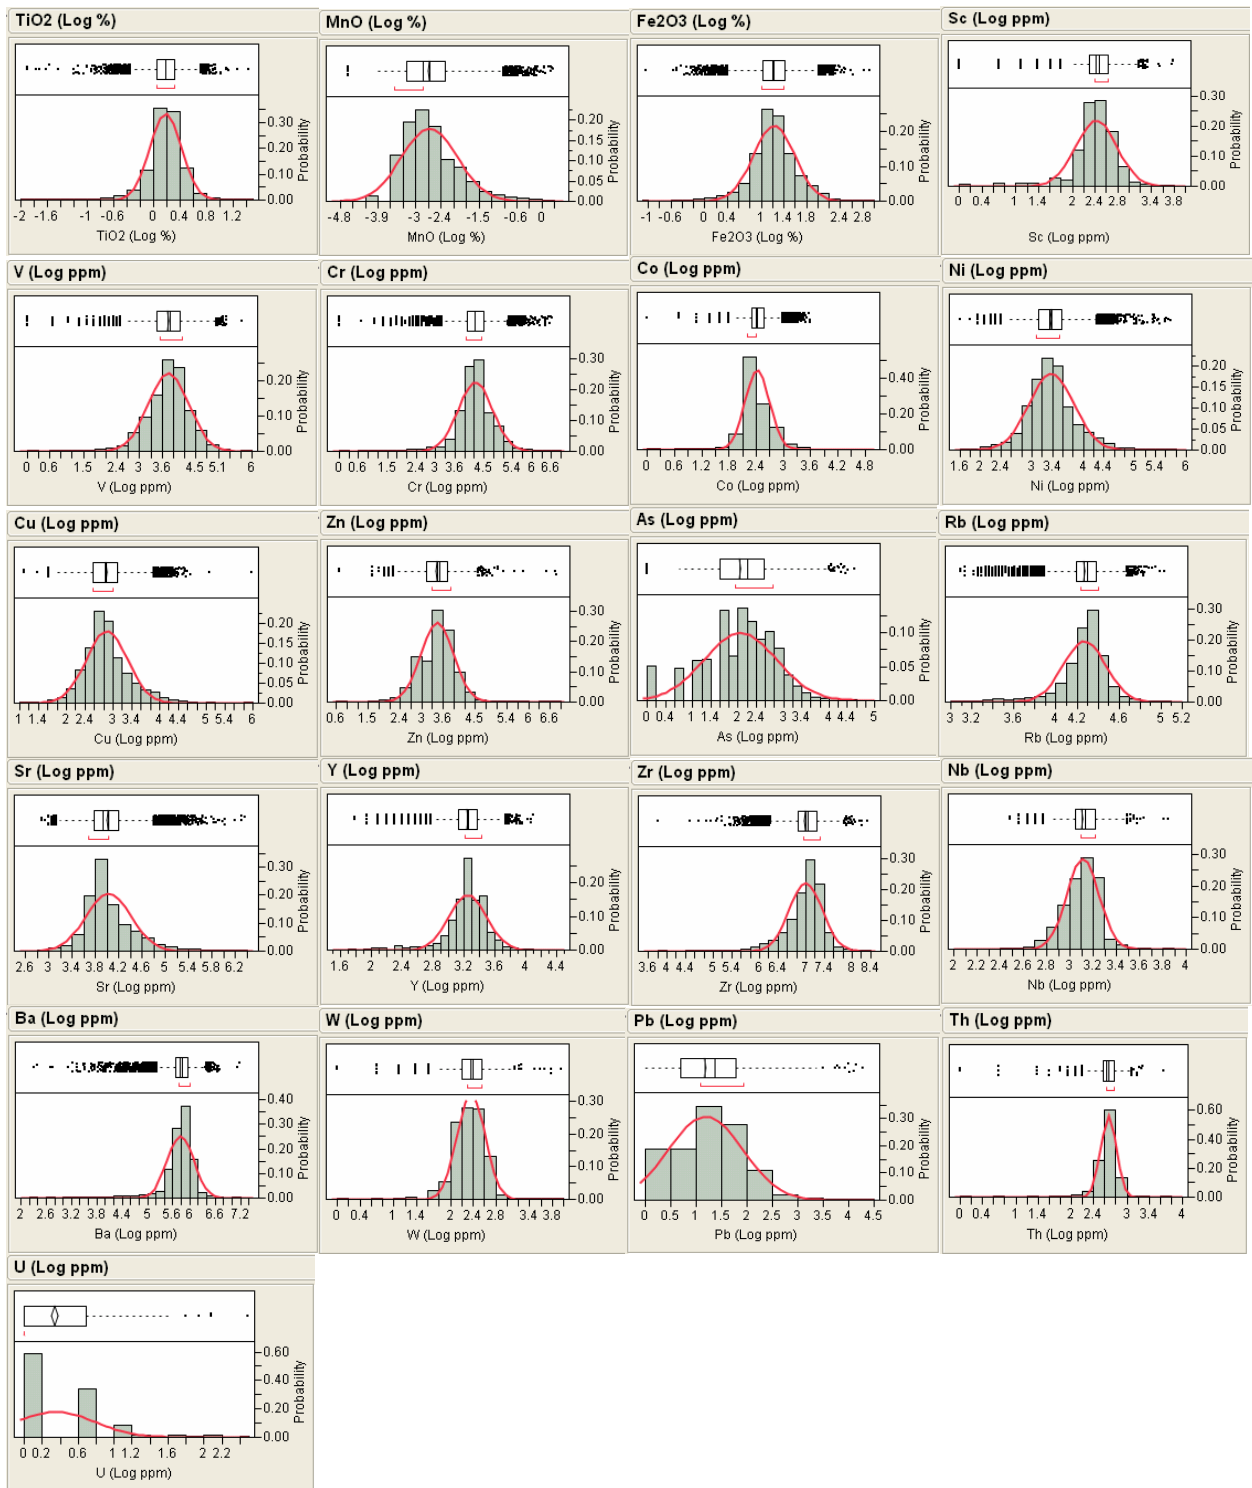 TiO2 (Log %)
0.30
0.20
0.10
0.00
Probability
-2 -1.6 -1 -0.6 0 0.4 0.8 1.2
TiO2 (Log %)
MnO (Log %)
0.20
0.15
0.10
0.05
0.00
Probability
-4.8 -3.9 -3 -2.4 -1.5 -0.6 0
MnO (Log %)
Fe2O3 (Log %)
0.20
0.10
0.00
Probability
-1 -0.6 0 0.4 1 1.4 1.8 2.4 2.8
Fe2O3 (Log %)
Sc (Log ppm)
0.30
0.20
0.10
0.00
Probability
0 0.4 1 1.4 2 2.4 2.8 3.4 3.8
Sc (Log ppm)
V (Log ppm)
0.20
0.10
0.00
Probability
0 0.6 1.5 2.4 3 3.6 4.5 5.1 6
V (Log ppm)
Cr (Log ppm)
0.30
0.20
0.10
0.00
Probability
0 0.6 1.5 2.4 3 3.6 4.5 5.4 6 6.6
Cr (Log ppm)
Co (Log ppm)
0.40
0.20
0.00
Probability
0 0.6 1.2 1.8 2.4 3 3.6 4.2 4.8
Co (Log ppm)
Ni (Log ppm)
0.20
0.15
0.10
0.05
0.00
Probability
1.6 2 2.4 3 3.4 4 4.4 5 5.4 6
Ni (Log ppm)
Cu (Log ppm)
0.20
0.15
0.10
0.05
0.00
Probability
1 1.4 2 2.4 3 3.4 4 4.4 5 5.4 6
Cu (Log ppm)
Zn (Log ppm)
0.30
0.20
0.10
0.00
Probability
0.6 1.5 2.4 3 3.6 4.5 5.4 6 6.6
Zn (Log ppm)
As (Log ppm)
0.10
0.05
0.00
Probability
0 0.4 1 1.4 2 2.4 3 3.4 4 4.4 5
As (Log ppm)
Rb (Log ppm)
0.30
0.20
0.10
0.00
Probability
3 3.2 3.6 4 4.2 4.6 5 5.2
Rb (Log ppm)
Sr (Log ppm)
0.30
0.20
0.10
0.00
Probability
2.6 3 3.4 3.8 4.2 4.6 5 5.4 5.8 6.2
Sr (Log ppm)
Y (Log ppm)
0.20
0.10
0.00
Probability
1.6 2 2.4 2.8 3.2 3.6 4 4.4
Y (Log ppm)
Zr (Log ppm)
0.30
0.20
0.10
0.00
Probability
3.6 4 4.4 5 5.4 6 6.4 7 7.4 8 8.4
Zr (Log ppm)
Nb (Log ppm)
0.30
0.20
0.10
0.00
Probability
2 2.2 2.4 2.6 2.8 3 3.2 3.4 3.6 3.8 4
Nb (Log ppm)
Ba (Log ppm)
0.40
0.30
0.20
0.10
0.00
Probability
2 2.6 3.2 3.8 4.4 5 5.6 6 6.6 7.2
Ba (Log ppm)
W (Log ppm)
0.30
0.20
0.10
0.00
Probability
0 0.4 1 1.4 2 2.4 2.8 3.4 3.8
W (Log ppm)
Pb (Log ppm)
0.30
0.20
0.10
0.00
Probability
0 0.5 1 1.5 2 2.5 3 3.5 4 4.5
Pb (Log ppm)
Th (Log ppm)
0.60
0.40
0.20
0.00
Probability
0 0.4 1 1.4 2 2.4 3 3.4 4
Th (Log ppm)
U (Log ppm)
0.60
0.40
0.20
0.00
Probability
0 0.2 0.6 1 1.2 1.6 2 2.2
U (Log ppm)